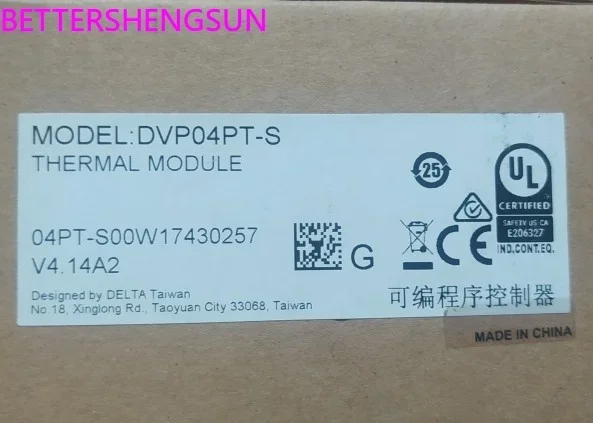 BETTERSHENGSUN
MODEL:DVP04PT-S
THERMAL MODULE
25
UL
CERTIFIED
SAFETY US-CA
E206327
IND.CONT.EQ.
04PT-S00W17430257
G
CE
V4.14A2
Designed by DELTA Taiwan
No.18, Xinglong Rd., Taoyuan City 33068, Taiwan
可编程序控制器
MADE IN CHINA